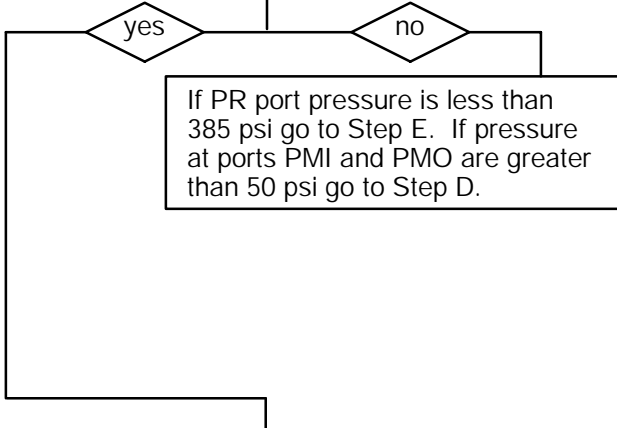 yes
no
If PR port pressure is less than
385 psi go to Step E.  If pressure
at ports PMI and PMO are greater
than 50 psi go to Step D.